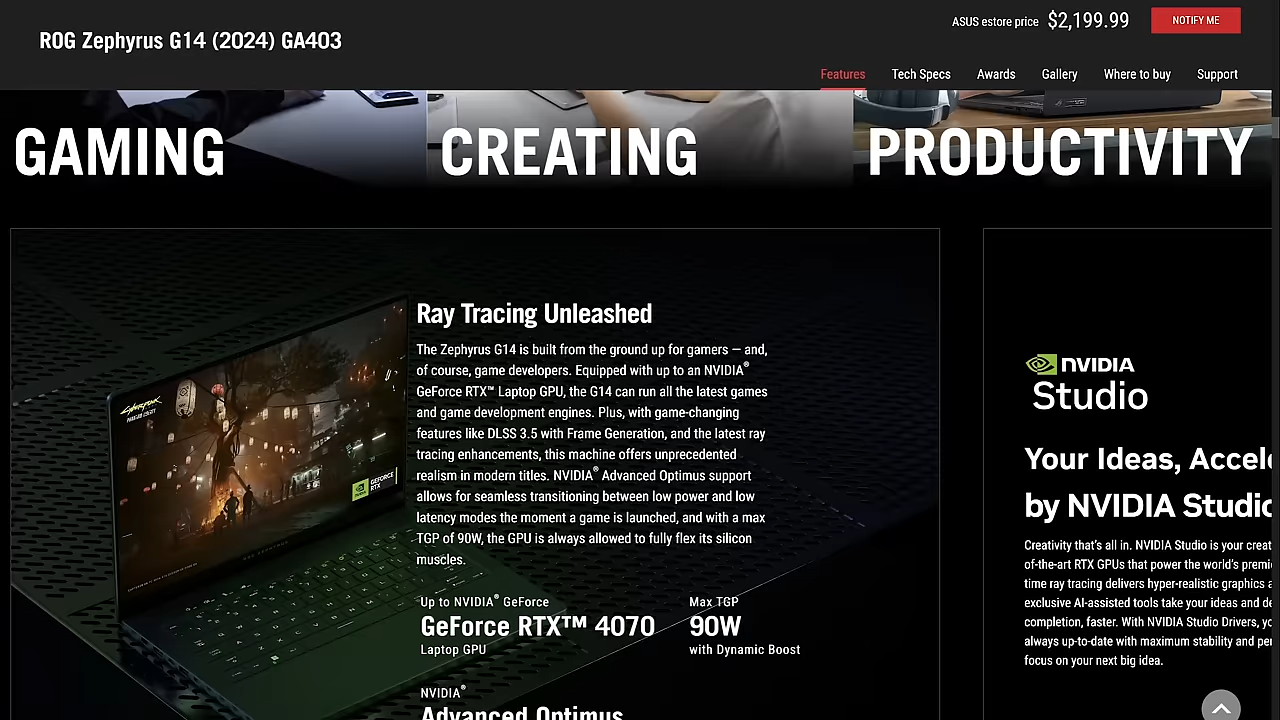 ROG Zephyrus G14 (2024) GA403
ASUS estore price $2,199.99 NOTIFY ME
Features Tech Specs Awards Gallery Where to buy Support
GAMING CREATING PRODUCTIVITY
Ray Tracing Unleashed
The Zephyrus G14 is built from the ground up for gamers — and,
of course, game developers. Equipped with up to an NVIDIA®
GeForce RTX™ Laptop GPU, the G14 can run all the latest games
and game development engines. Plus, with game-changing
features like DLSS 3.5 with Frame Generation, and the latest ray
tracing enhancements, this machine offers unprecedented
realism in modern titles. NVIDIA® Advanced Optimus support
allows for seamless transitioning between low power and low
latency modes the moment a game is launched, and with a max
TGP of 90W, the GPU is always allowed to fully flex its silicon
muscles.
Up to NVIDIA® GeForce
GeForce RTX™ 4070
Laptop GPU
Max TGP
90W
with Dynamic Boost
NVIDIA®
Advanced Optimus
CYBERPUNK
GEFORCE
RTX
NVIDIA
Studio
Your Ideas, Accele
by NVIDIA Studio
Creativity that's all in. NVIDIA Studio is your creat
of-the-art RTX GPUs that power the world's premi
time ray tracing delivers hyper-realistic graphics a
exclusive AI-assisted tools take your ideas and de
completion, faster. With NVIDIA Studio Drivers, yo
always up-to-date with maximum stability and per
focus on your next big idea.